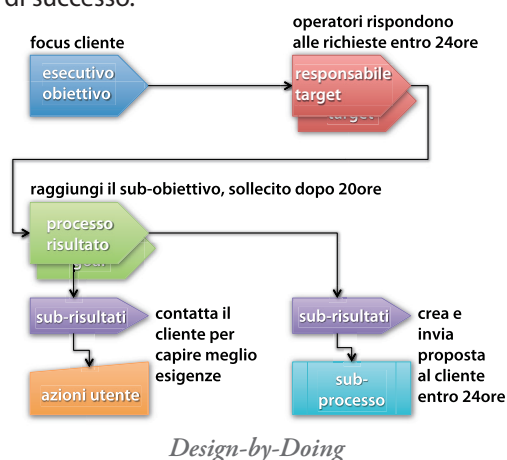 di successo.
operatori rispondono
focus cliente
alle richieste entro 24ore
esecutivo
obiettivo
responsabile
target
target
raggiungi il sub-obiettivo, sollecito dopo 20ore
processo
risultato
sub-risultati
contatta il
cliente per
capire meglio
esigenze
azioni utente
sub-risultati
crea e
invia
proposta
al cliente
entro 24ore
sub-
processo
Design-by-Doing